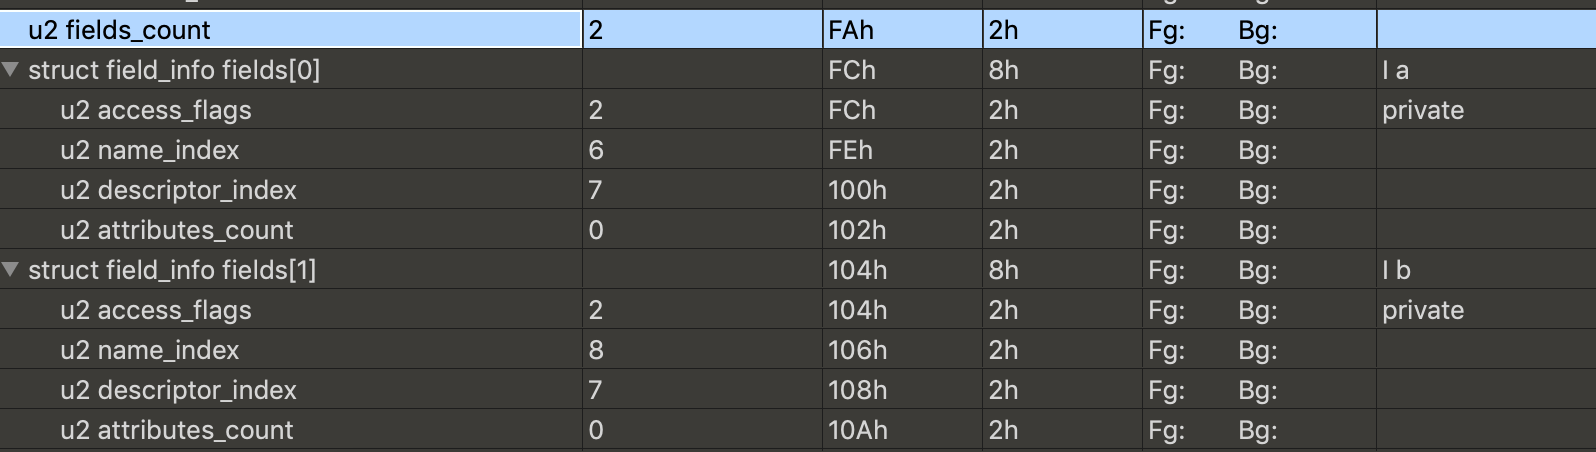 u2 fields_count 2 FAh 2h Fg: Bg:
struct field_info fields[0] FCh 8h Fg: Bg: I a
u2 access_flags 2 FCh 2h Fg: Bg: private
u2 name_index 6 FEh 2h Fg: Bg:
u2 descriptor_index 7 100h 2h Fg: Bg:
u2 attributes_count 0 102h 2h Fg: Bg:
struct field_info fields[1] 104h 8h Fg: Bg: I b
u2 access_flags 2 104h 2h Fg: Bg: private
u2 name_index 8 106h 2h Fg: Bg:
u2 descriptor_index 7 108h 2h Fg: Bg:
u2 attributes_count 0 10Ah 2h Fg: Bg: